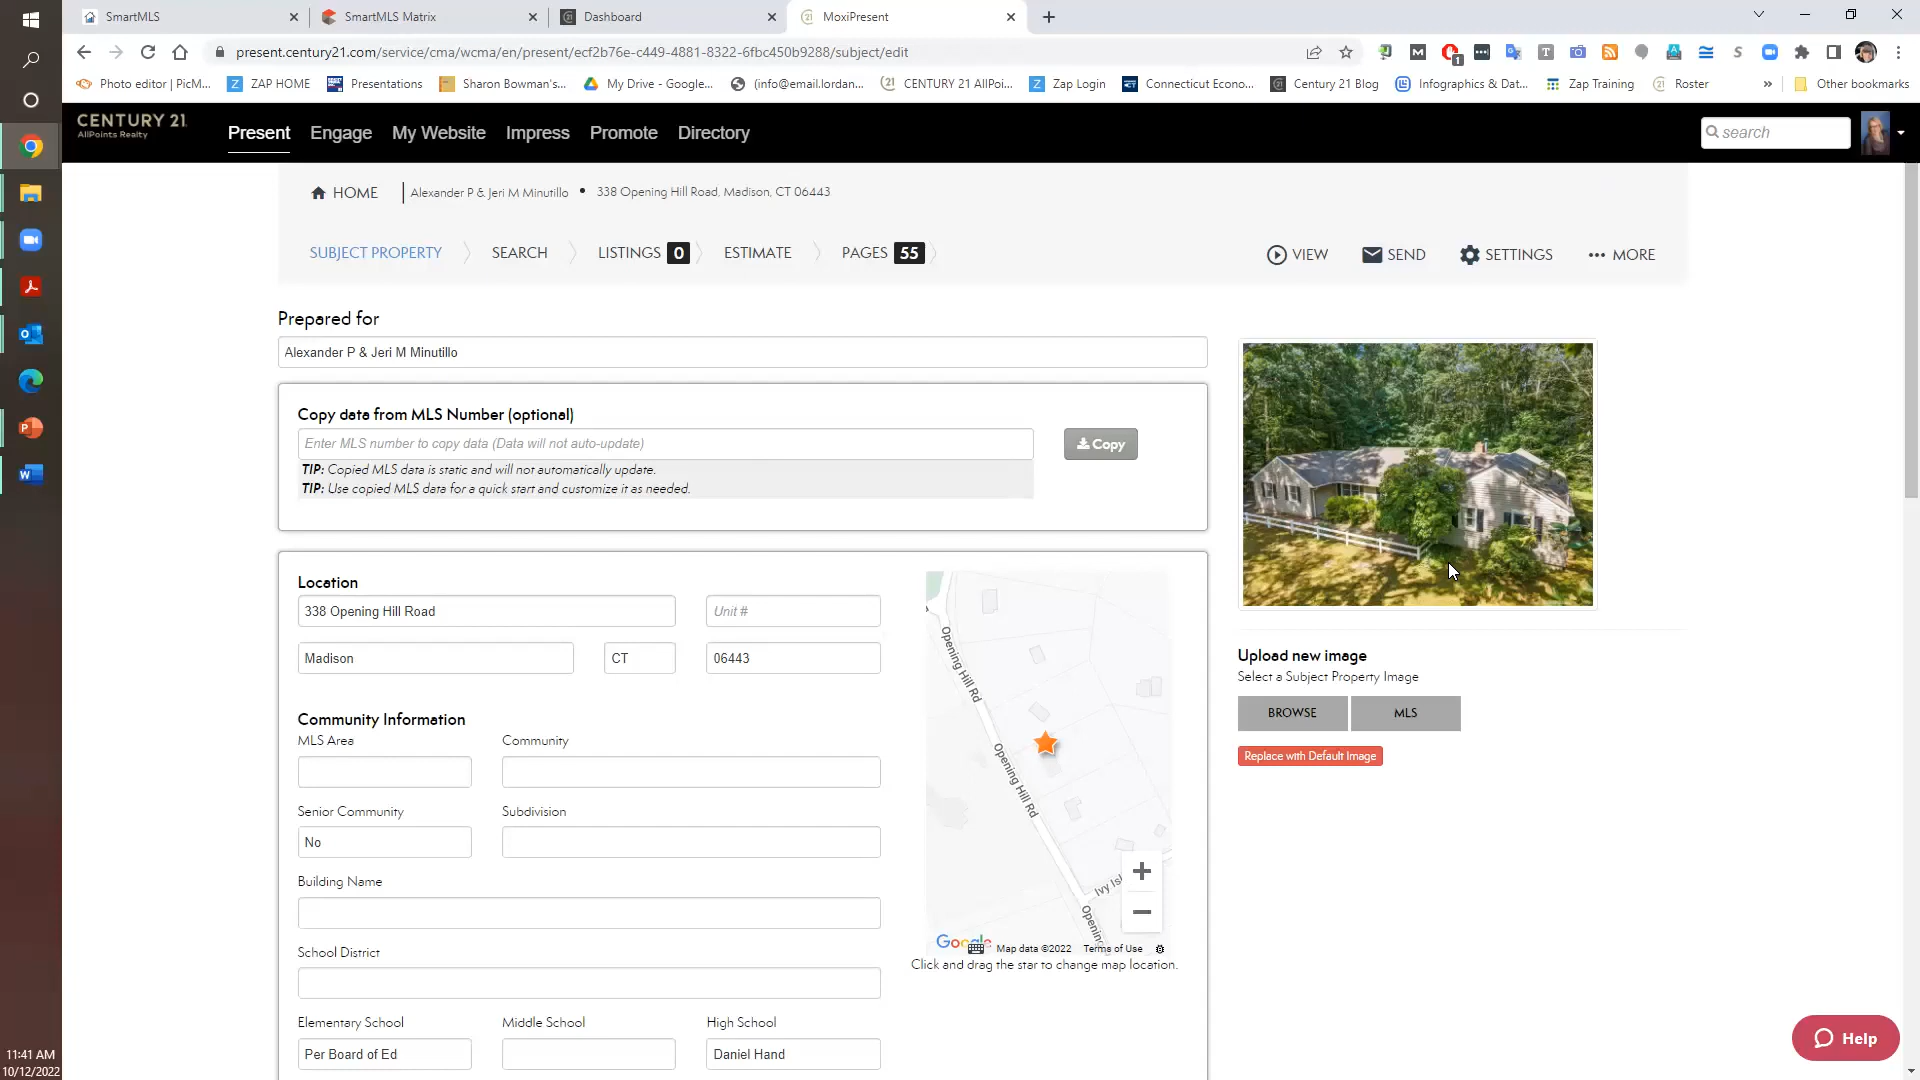 SmartMLS
SmartMLS Matrix
Dashboard
MoxiPresent
present.century21.com/service/cma/wcma/en/present/ecf2b76e-c449-4881-8322-6fbc450b9288/subject/edit
Photo editor | PicM...
ZAP HOME
Presentations
Sharon Bowman's...
My Drive - Google...
(info@email.lordan...
CENTURY 21 AllPoi...
Zap Login
Connecticut Econo...
Century 21 Blog
Infographics & Dat...
Zap Training
Roster
Other bookmarks
CENTURY 21.
AllPoints Realty
Present
Engage
My Website
Impress
Promote
Directory
search
HOME
Alexander P & Jeri M Minutillo • 338 Opening Hill Road, Madison, CT 06443
SUBJECT PROPERTY
SEARCH
LISTINGS 0
ESTIMATE
PAGES 55
VIEW
SEND
SETTINGS
MORE
Prepared for
Alexander P & Jeri M Minutillo
Copy data from MLS Number (optional)
Enter MLS number to copy data (Data will not auto-update)
Copy
TIP: Copied MLS data is static and will not automatically update.
TIP: Use copied MLS data for a quick start and customize it as needed.
Location
338 Opening Hill Road
Unit #
Madison
CT
06443
Community Information
MLS Area
Community
Senior Community
Subdivision
No
Building Name
School District
Elementary School
Middle School
High School
Per Board of Ed
Daniel Hand
Opening Hill Rd
Opening Hill Rd
Ivy Isl
Opening
Google
Map data ©2022
Terms of Use
Click and drag the star to change map location.
Upload new image
Select a Subject Property Image
BROWSE
MLS
Replace with Default Image
Help
11:41 AM
10/12/2022